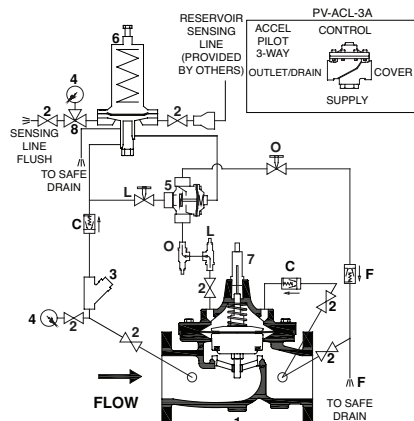 RESERVOIR
SENSING
LINE
(PROVIDED
BY OTHERS)
PV-ACL-3A
ACCEL
PILOT
3-WAY
CONTROL
OUTLET/DRAIN
COVER
SUPPLY
6
4
2
8
2
SENSING
LINE
FLUSH
TO SAFE
DRAIN
L
5
O
C
O
L
7
3
2
C
F
4
2
2
2
2
F
FLOW
TO SAFE
DRAIN
1